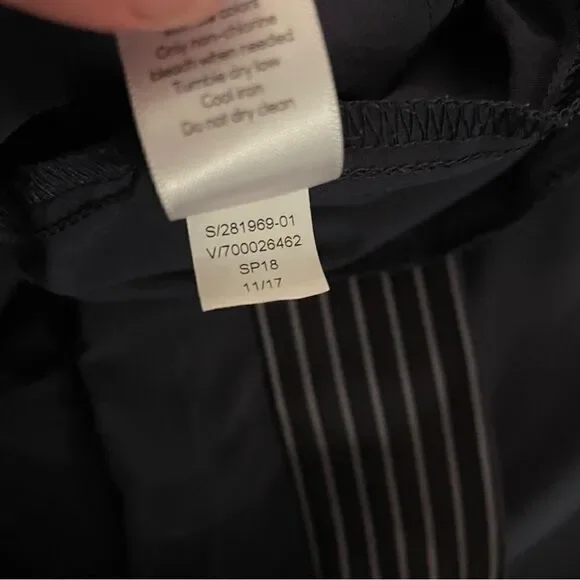 colors
Only non-chlorine
bleach when needed
Tumble dry low
Cool iron
Do not dry clean
S/281969-01
V/700026462
SP18
11/17